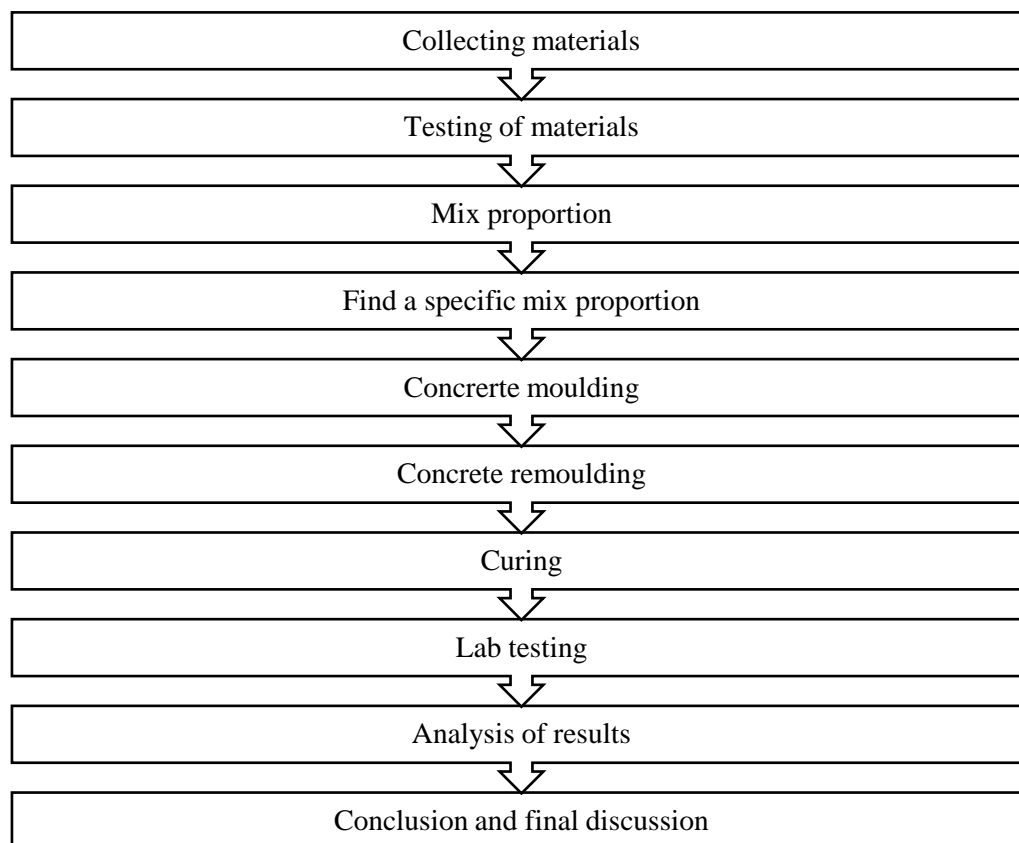 Collecting materials
Testing of materials
Mix proportion
Find a specific mix proportion
Concrerte moulding
Concrete remoulding
Curing
Lab testing
Analysis of results
Conclusion and final discussion